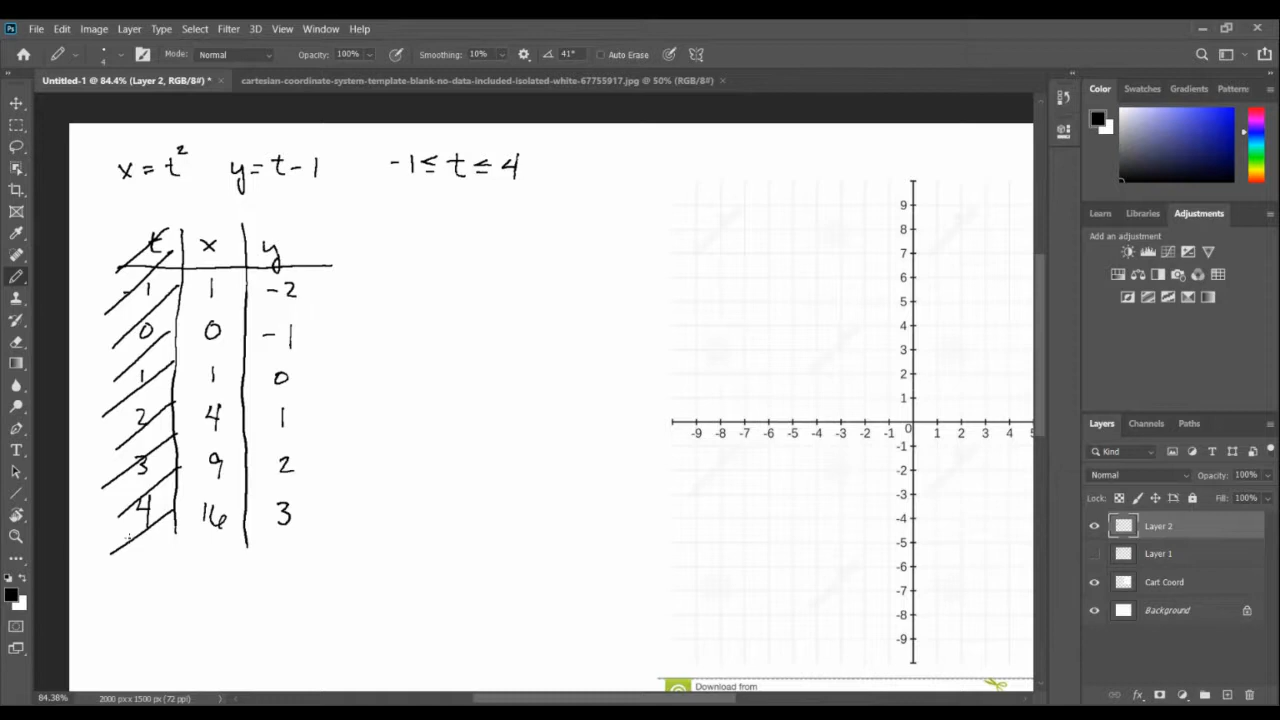 Ps File Edit Image Layer Type Select Filter 3D View Window Help
Mode: Normal Opacity: 100% Smoothing: 10% 41° Auto Erase
Untitled-1 @ 84.4% (Layer 2, RGB/8#) * × cartesian-coordinate-system-template-blank-no-data-included-isolated-white-67755917.jpg @ 50% (RGB/8#) ×
Color Swatches Gradients Pattern
Learn Libraries Adjustments
Add an adjustment
Layers Channels Paths
Kind
Normal Opacity: 100%
Lock: Fill: 100%
Layer 2
Layer 1
Cart Coord
Background
x = t² y = t - 1 -1 ≤ t ≤ 4
t x y
-1 1 -2
0 0 -1
1 1 0
2 4 1
3 9 2
4 16 3
9
8
7
6
5
4
3
2
1
-9 -8 -7 -6 -5 -4 -3 -2 -1 0 1 2 3 4 5
-1
-2
-3
-4
-5
-6
-7
-8
-9
Download from
84.38% 2000 px x 1500 px (72 ppi)